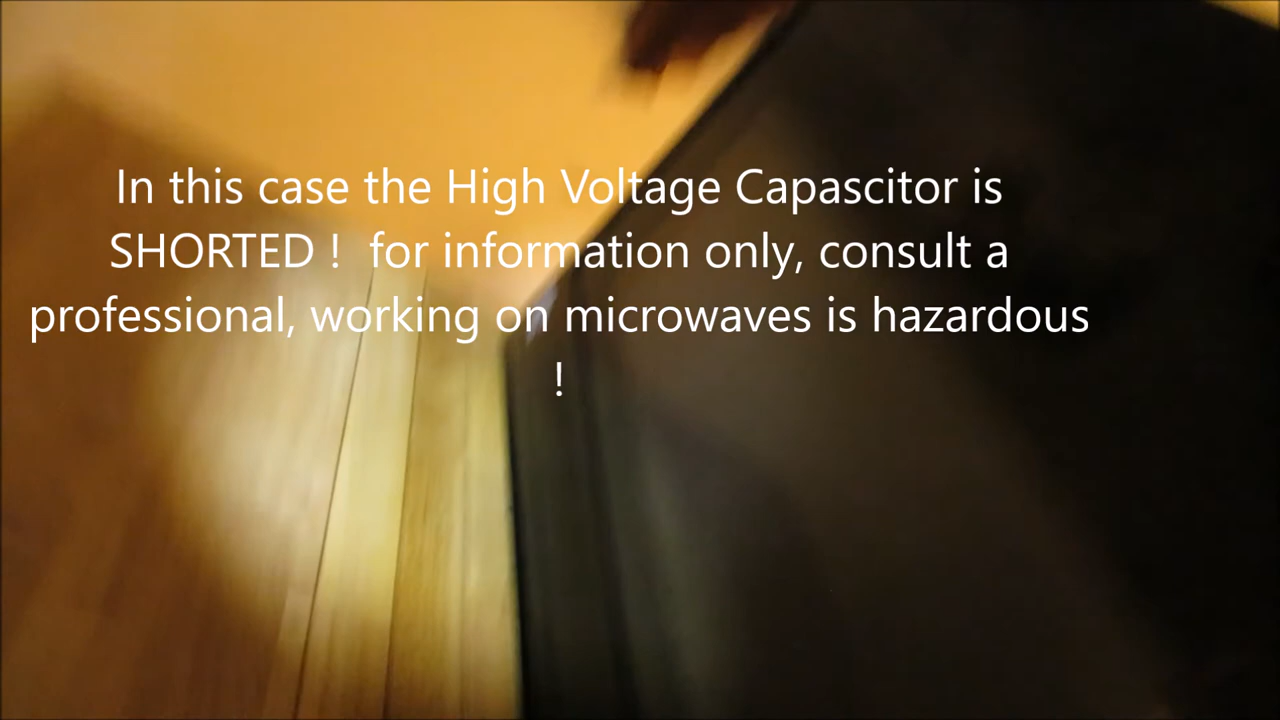 In this case the High Voltage Capascitor is
SHORTED !  for information only, consult a
professional, working on microwaves is hazardous
!